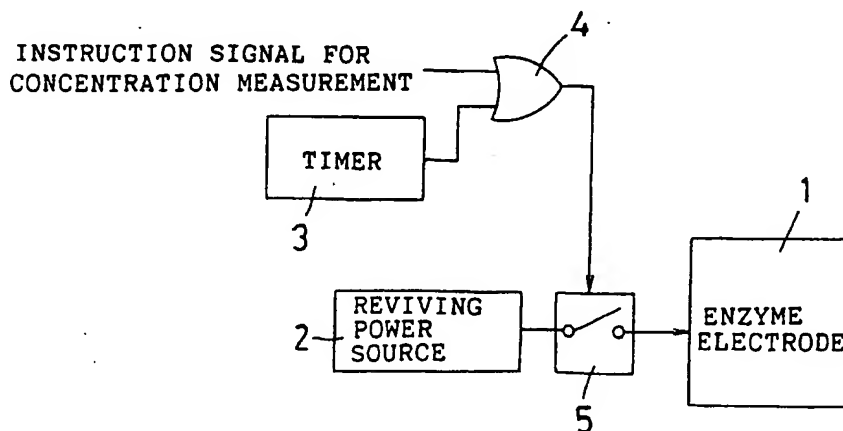 4
INSTRUCTION SIGNAL FOR
CONCENTRATION MEASUREMENT
TIMER
3
1
REVIVING
POWER
SOURCE
2
ENZYME
ELECTRODE
5